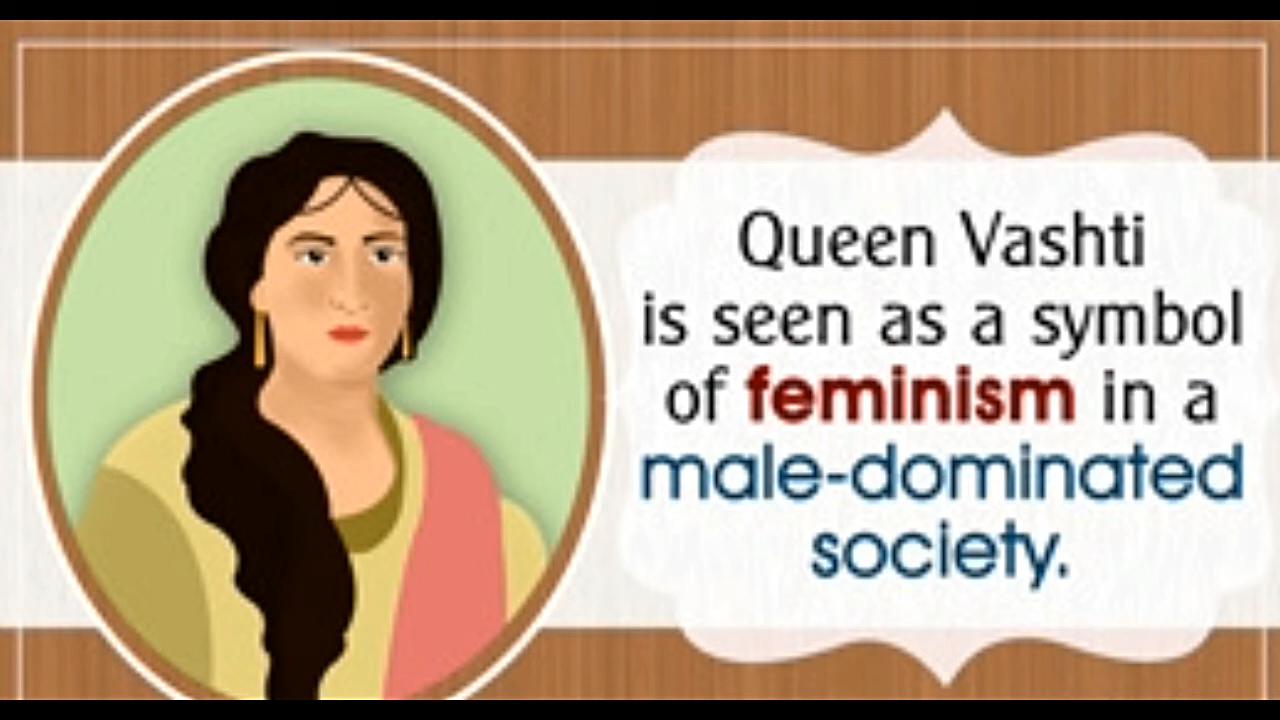 Queen Vashti
is seen as a symbol
of feminism in a
male-dominated
society.